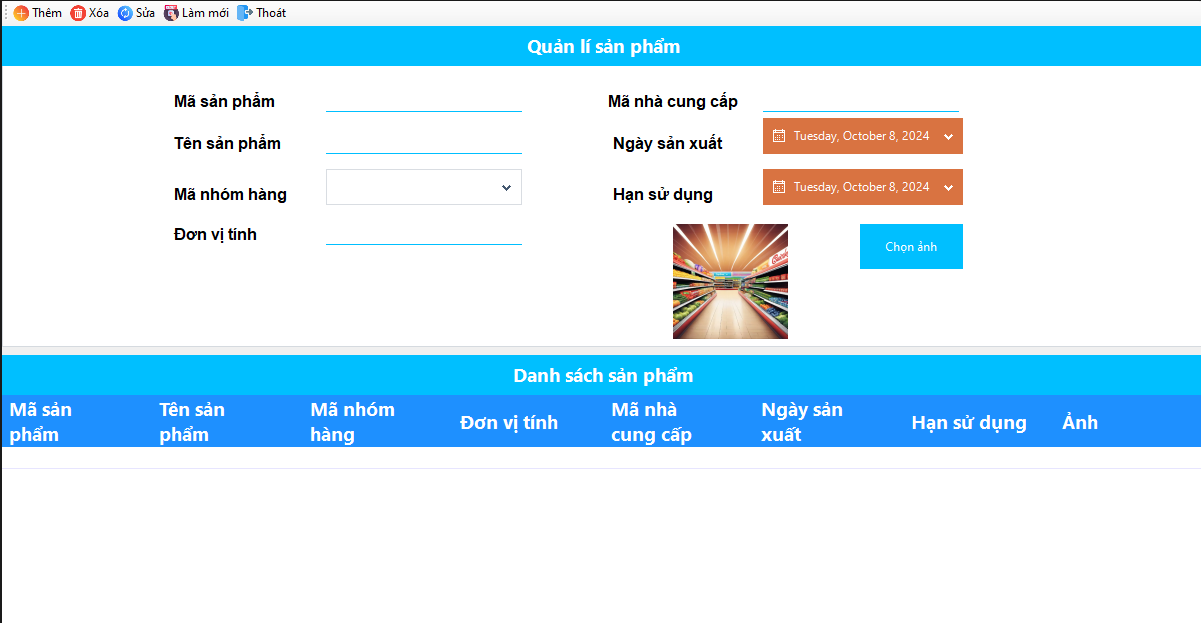 Thêm Xóa Sửa Làm mới Thoát
Quản lí sản phẩm
Mã sản phẩm
Mã nhà cung cấp
Tên sản phẩm
Ngày sản xuất
Tuesday, October 8, 2024
Mã nhóm hàng
Hạn sử dụng
Tuesday, October 8, 2024
Đơn vị tính
Chọn ảnh
Danh sách sản phẩm
Mã sản
phẩm
Tên sản
phẩm
Mã nhóm
hàng
Đơn vị tính
Mã nhà
cung cấp
Ngày sản
xuất
Hạn sử dụng
Ảnh